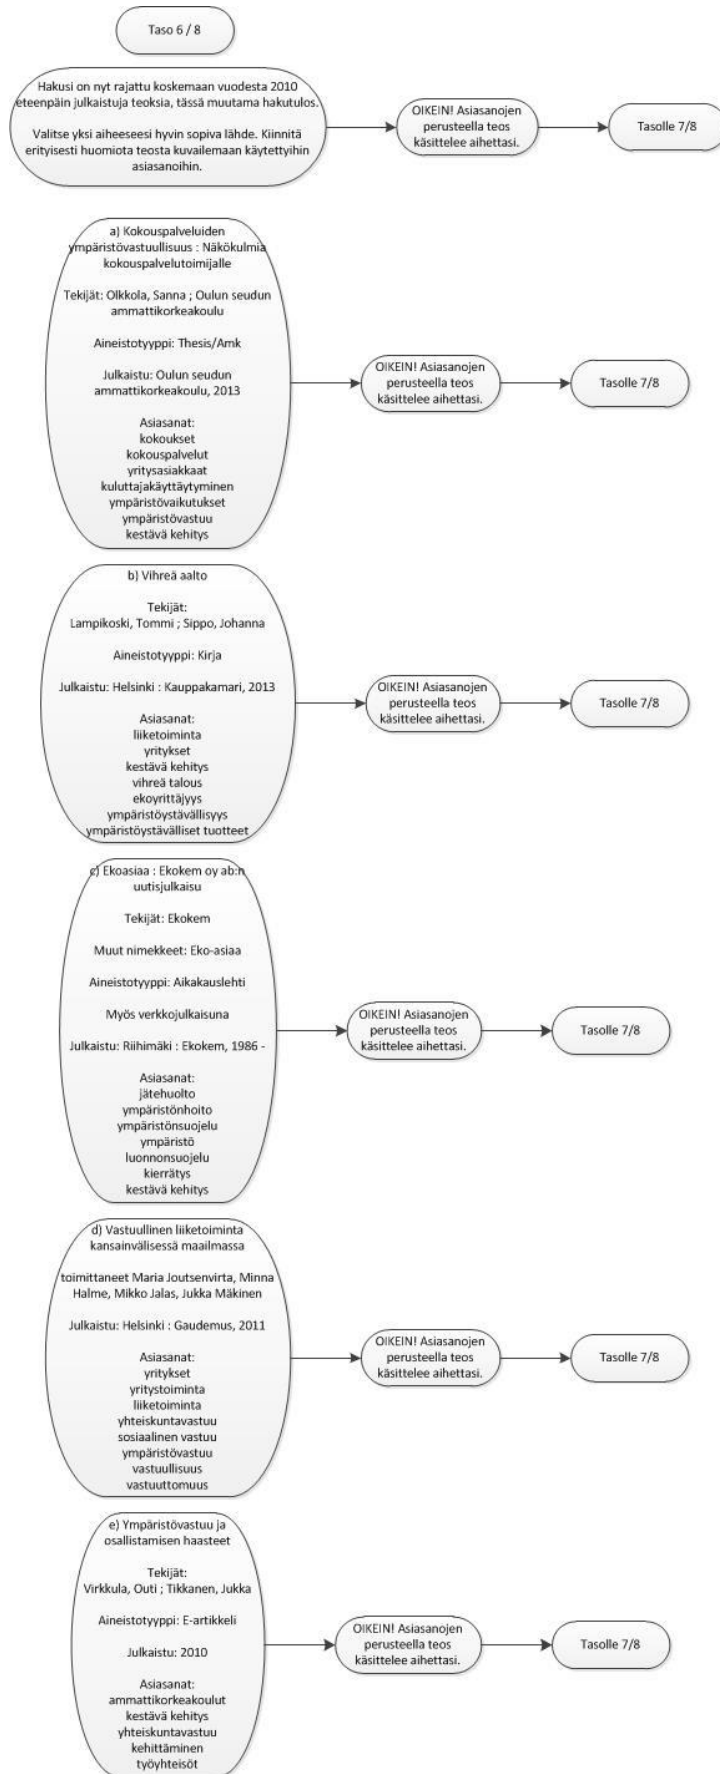 Taso 6 / 8
Hakusi on nyt rajattu koskemaan vuodesta 2010
eteenpäin julkaistuja teoksia, tässä muutama hakutulos.
Valitse yksi aiheeseesi hyvin sopiva lähde. Kiinnitä
erityisesti huomiota teosta kuvailemaan käytettyihin
asiasanoihin.
OIKEIN! Asiasanojen
perusteella teos
käsittelee aihettasi.
Tasolle 7/8
a) Kokouspalveluiden
ympäristövastuullisuus : Näkökulmia
kokouspalvelutoimijalle
Tekijät: Olkkola, Sanna ; Oulun seudun
ammattikorkeakoulu
Aineistotyyppi: Thesis/Amk
Julkaistu: Oulun seudun
ammattikorkeakoulu, 2013
Asiasanat:
kokoukset
kokouspalvelut
yritysasiakkaat
kuluttajakäyttäytyminen
ympäristövaikutukset
ympäristövastuu
kestävä kehitys
OIKEIN! Asiasanojen
perusteella teos
käsittelee aihettasi.
Tasolle 7/8
b) Vihreä aalto
Tekijät:
Lampikoski, Tommi ; Sippo, Johanna
Aineistotyyppi: Kirja
Julkaistu: Helsinki : Kauppakamari, 2013
Asiasanat:
liiketoiminta
yritykset
kestävä kehitys
vihreä talous
ekoyrittäjyys
ympäristöystävällisyys
ympäristöystävälliset tuotteet
OIKEIN! Asiasanojen
perusteella teos
käsittelee aihettasi.
Tasolle 7/8
c) Ekoasiaa : Ekokem oy ab:n
uutisjulkaisu
Tekijät: Ekokem
Muut nimekkeet: Eko-asiaa
Aineistotyyppi: Aikakauslehti
Myös verkkojulkaisuna
Julkaistu: Riihimäki : Ekokem, 1986 -
Asiasanat:
jätehuolto
ympäristönhoito
ympäristönsuojelu
ympäristö
luonnonsuojelu
kierrätys
kestävä kehitys
OIKEIN! Asiasanojen
perusteella teos
käsittelee aihettasi.
Tasolle 7/8
d) Vastuullinen liiketoiminta
kansainvälisessä maailmassa
toimittaneet Maria Joutsenvirta, Minna
Halme, Mikko Jalas, Jukka Mäkinen
Julkaistu: Helsinki : Gaudemus, 2011
Asiasanat:
yritykset
yritystoiminta
liiketoiminta
yhteiskuntavastuu
sosiaalinen vastuu
ympäristövastuu
vastuullisuus
vastuuttomuus
OIKEIN! Asiasanojen
perusteella teos
käsittelee aihettasi.
Tasolle 7/8
e) Ympäristövastuu ja
osallistamisen haasteet
Tekijät:
Virkkula, Outi ; Tikkanen, Jukka
Aineistotyyppi: E-artikkeli
Julkaistu: 2010
Asiasanat:
ammattikorkeakoulut
kestävä kehitys
yhteiskuntavastuu
kehittäminen
työyhteisöt
OIKEIN! Asiasanojen
perusteella teos
käsittelee aihettasi.
Tasolle 7/8